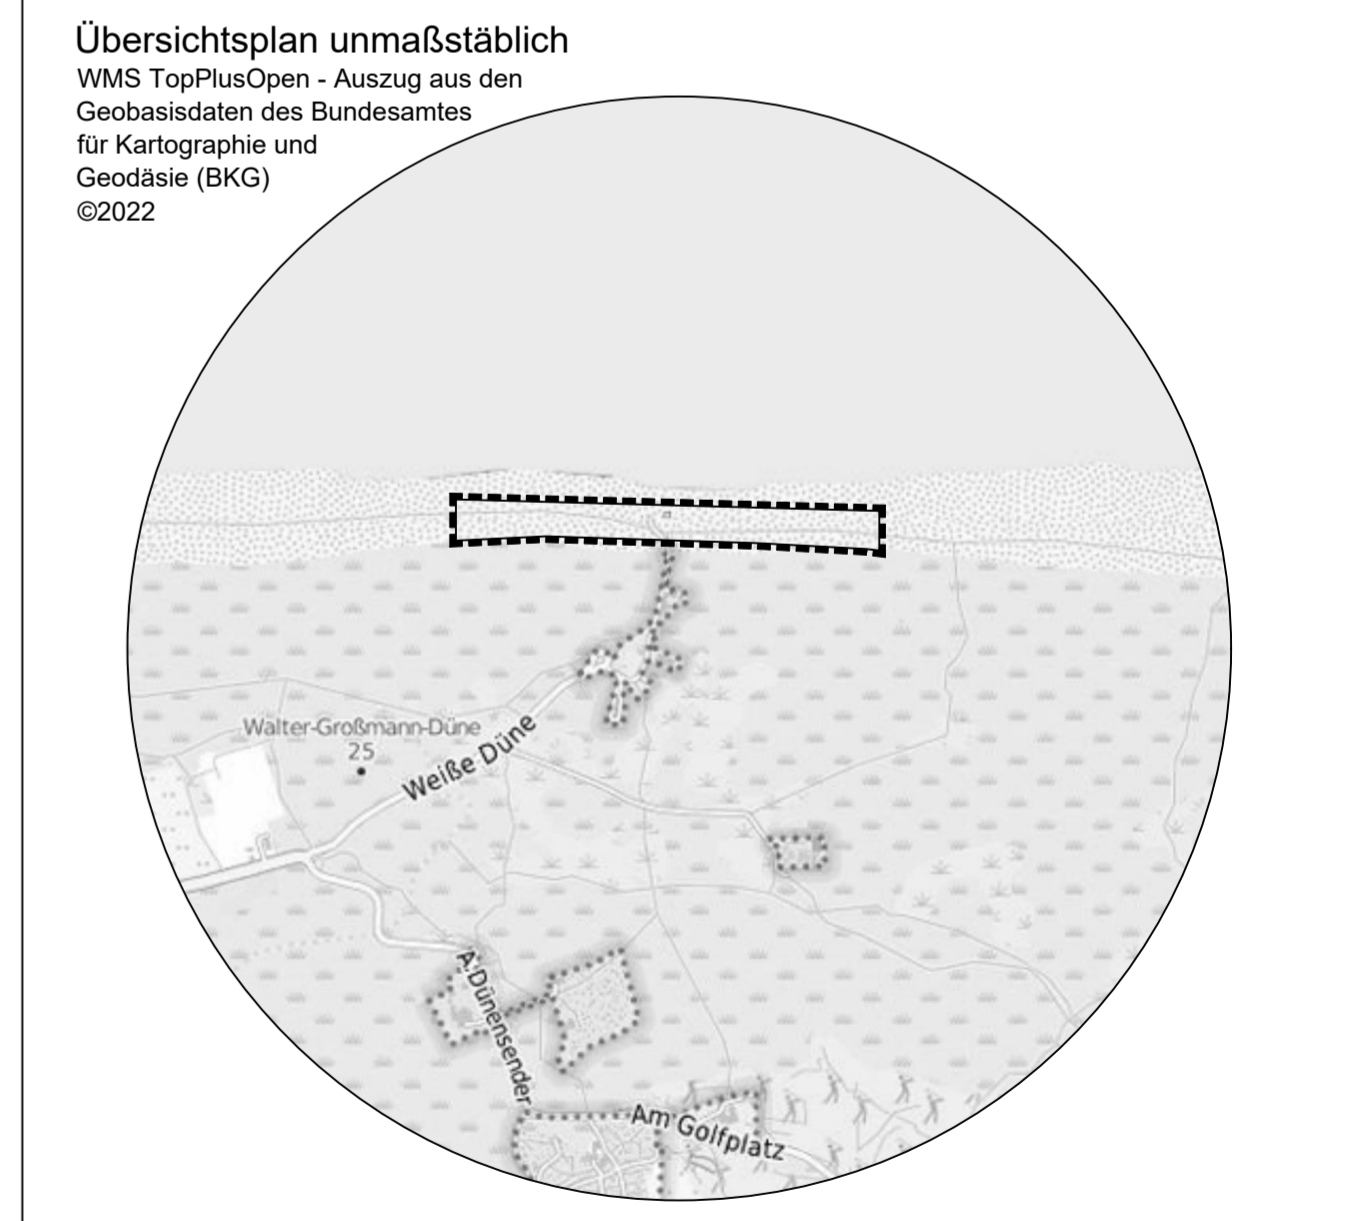 Übersichtsplan unmaßstäblich
WMS TopPlusOpen - Auszug aus den
Geobasisdaten des Bundesamtes
für Kartographie und
Geodäsie (BKG)
©2022
Walter-Großmann-Düne
25
Weiße Düne
A.Dünensender
Am Golfplatz